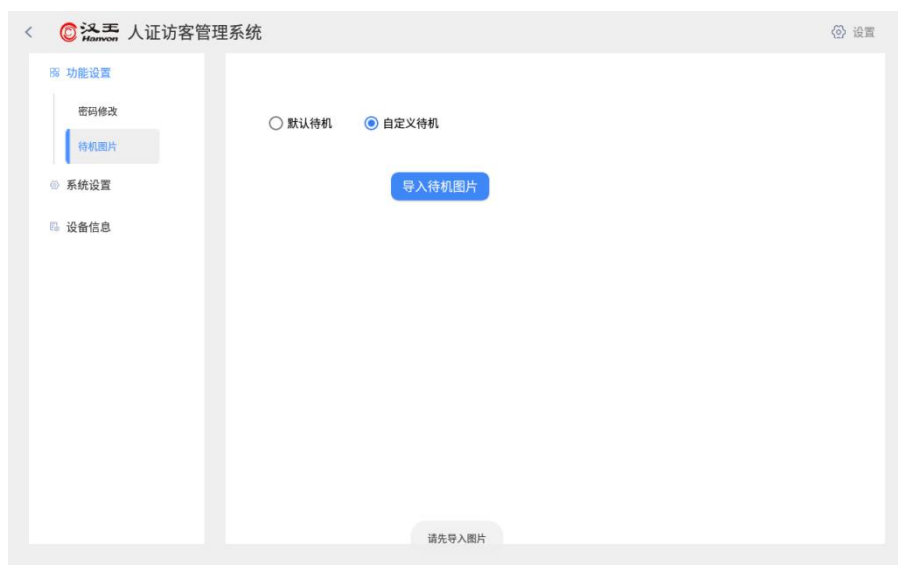 汉王 Hanvon 人证访客管理系统 设置
功能设置
密码修改
待机图片
系统设置
设备信息
默认待机 自定义待机
导入待机图片
请先导入图片